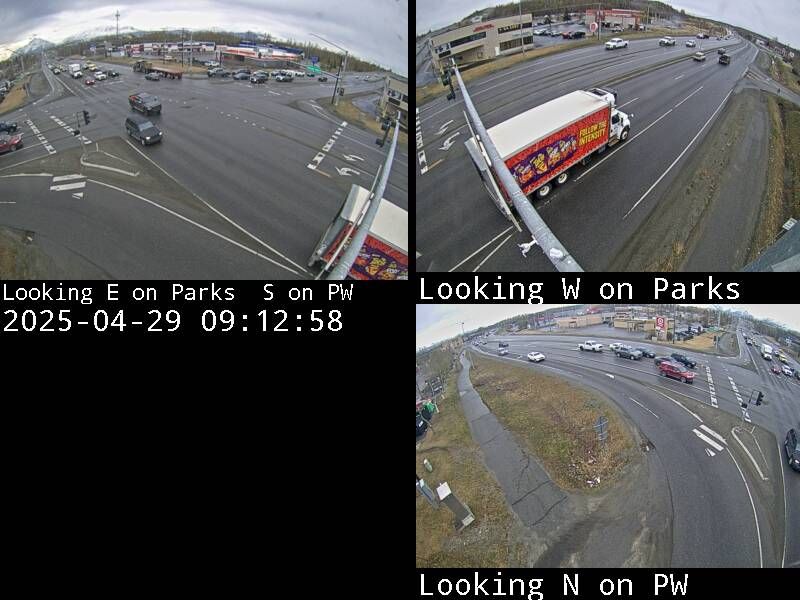 Looking E on Parks  S on PW
2025-04-29 09:12:58
FOLLOW THE
INTENSITY
Looking W on Parks
Looking N on PW